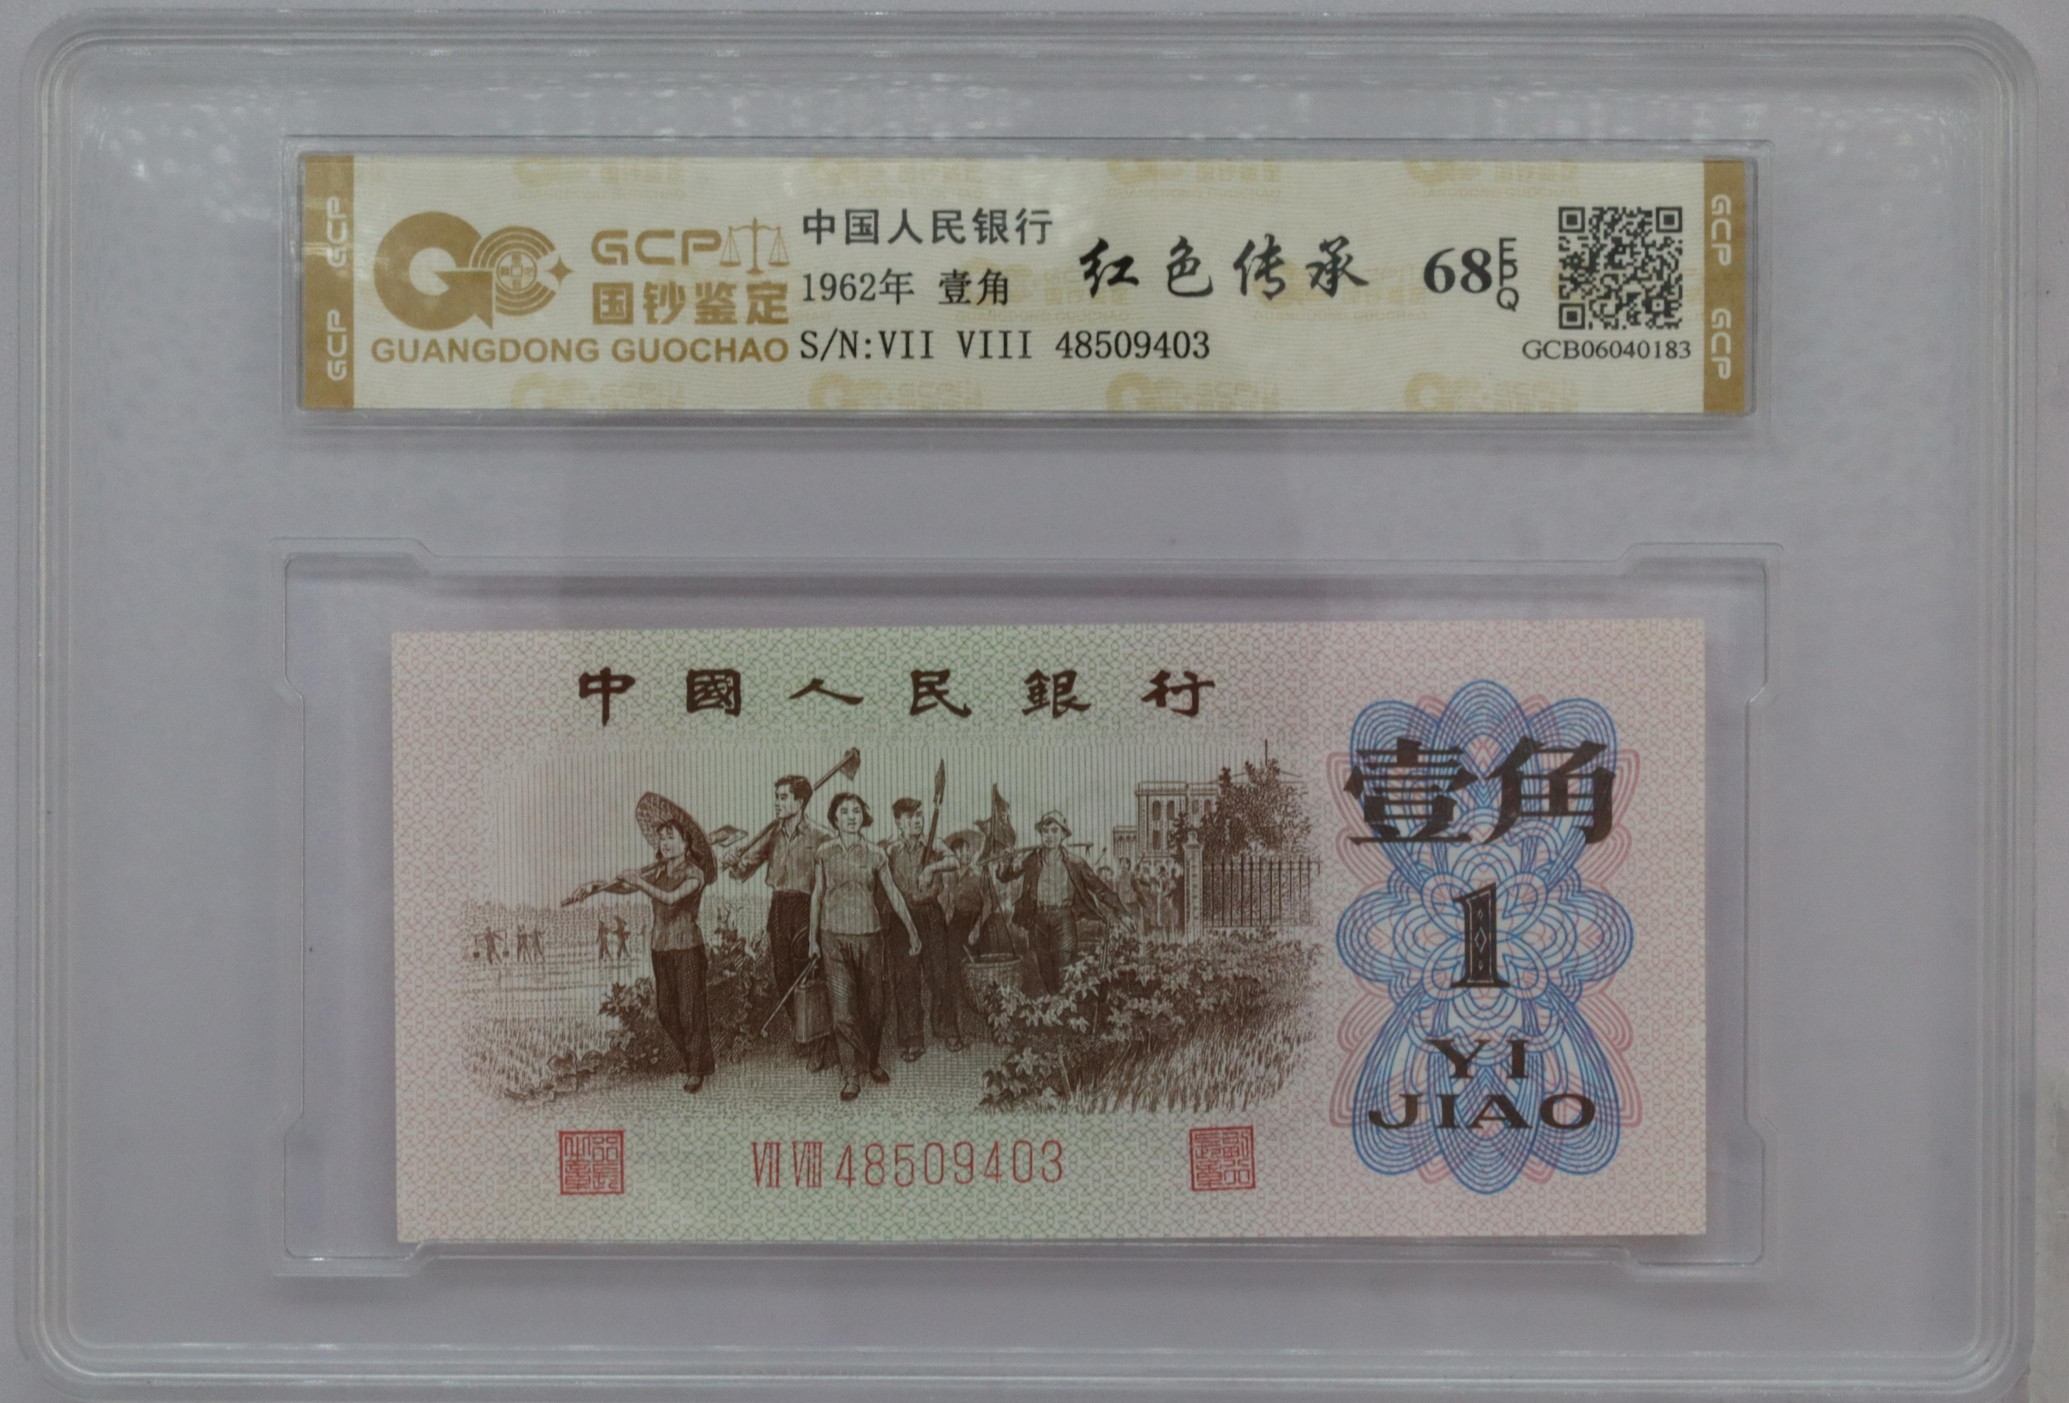 GCP GCP
GCP
国钞鉴定
GUANGDONG GUOCHAO
中国人民银行
1962年 壹角
S/N:VII VIII 48509403
红色传承
68 EPQ
GCB06040183
GCP GCP
中國人民銀行
壹角
1
YI
JIAO
VII VIII 48509403